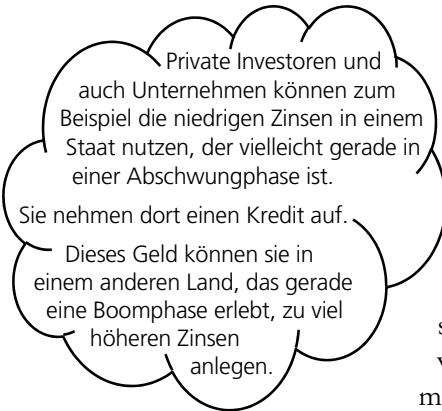 Private Investoren und
auch Unternehmen können zum
Beispiel die niedrigen Zinsen in einem
Staat nutzen, der vielleicht gerade in
einer Abschwungphase ist.
Sie nehmen dort einen Kredit auf.
Dieses Geld können sie in
einem anderen Land, das gerade
eine Boomphase erlebt, zu viel
höheren Zinsen
anlegen.